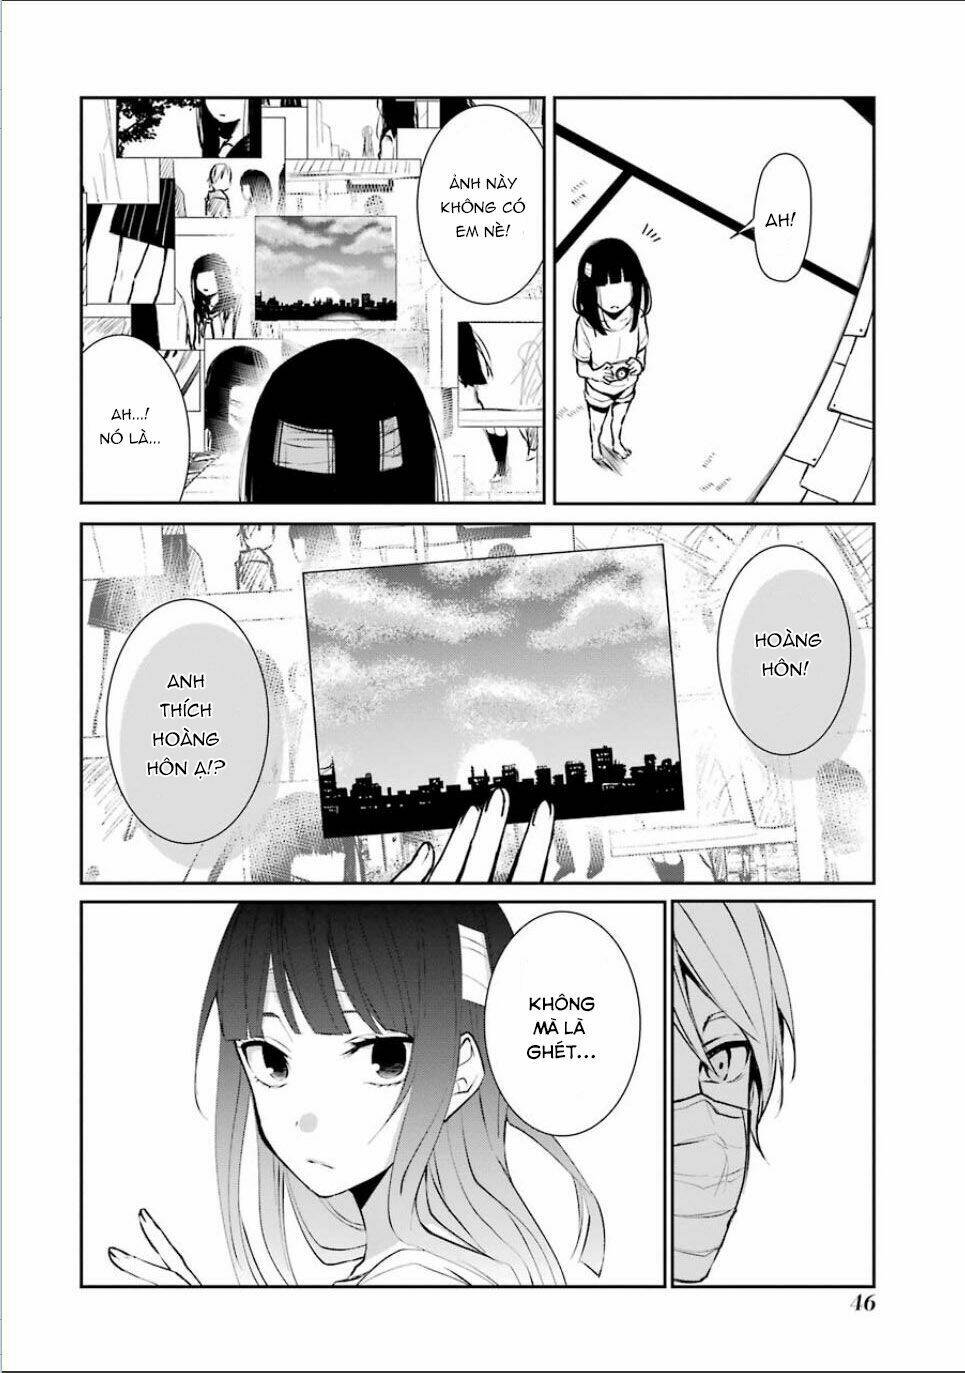 AH!
ẢNH NÀY
KHÔNG CÓ
EM NÈ!
AH...!
NÓ LÀ...
HOÀNG
HÔN!
ANH
THÍCH
HOÀNG
HÔN Ạ!?
KHÔNG
MÀ LÀ
GHÉT...
46